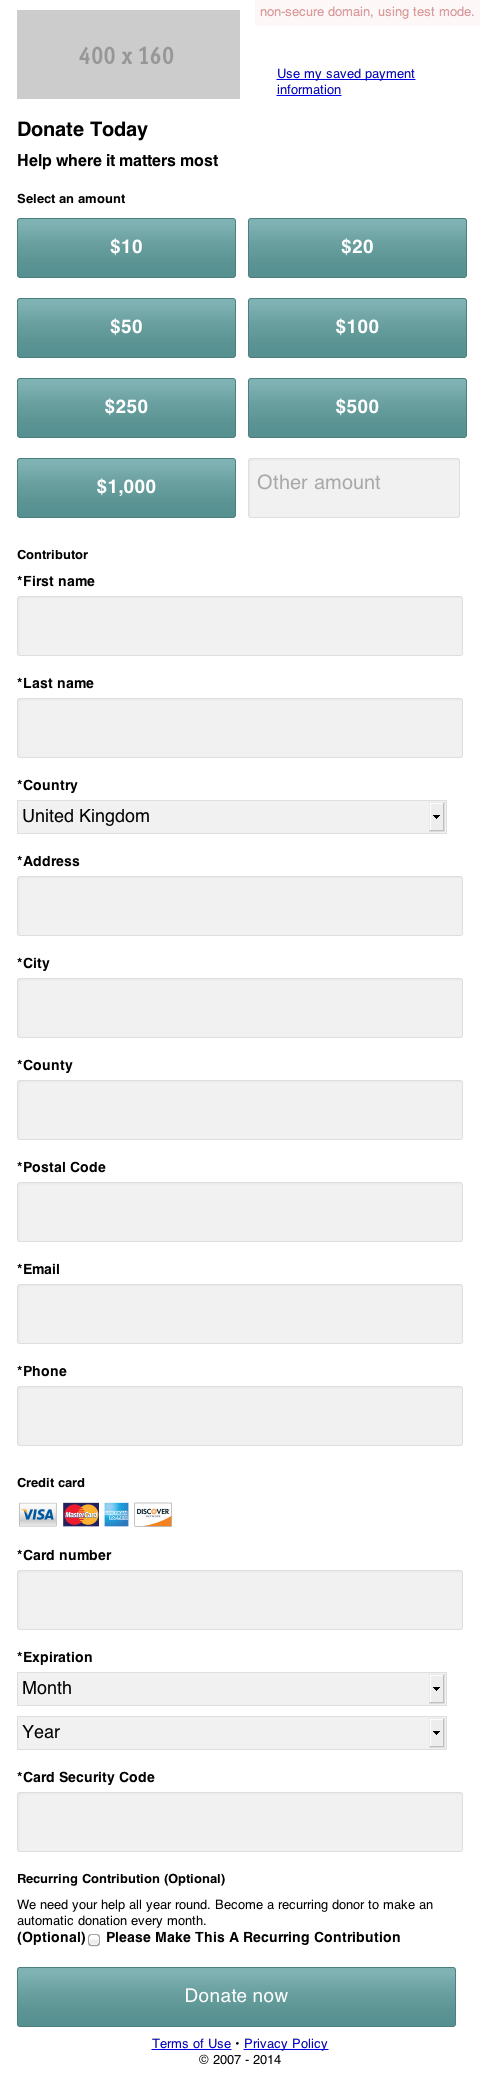 non-secure domain, using test mode.
400 x 160
Use my saved payment
information
Donate Today
Help where it matters most
Select an amount
$10
$20
$50
$100
$250
$500
$1,000
Other amount
Contributor
*First name
*Last name
*Country
United Kingdom
*Address
*City
*County
*Postal Code
*Email
*Phone
Credit card
VISA MasterCard AMERICAN EXPRESS DISCOVER
*Card number
*Expiration
Month
Year
*Card Security Code
Recurring Contribution (Optional)
We need your help all year round. Become a recurring donor to make an
automatic donation every month.
(Optional) Please Make This A Recurring Contribution
Donate now
Terms of Use • Privacy Policy
© 2007 - 2014